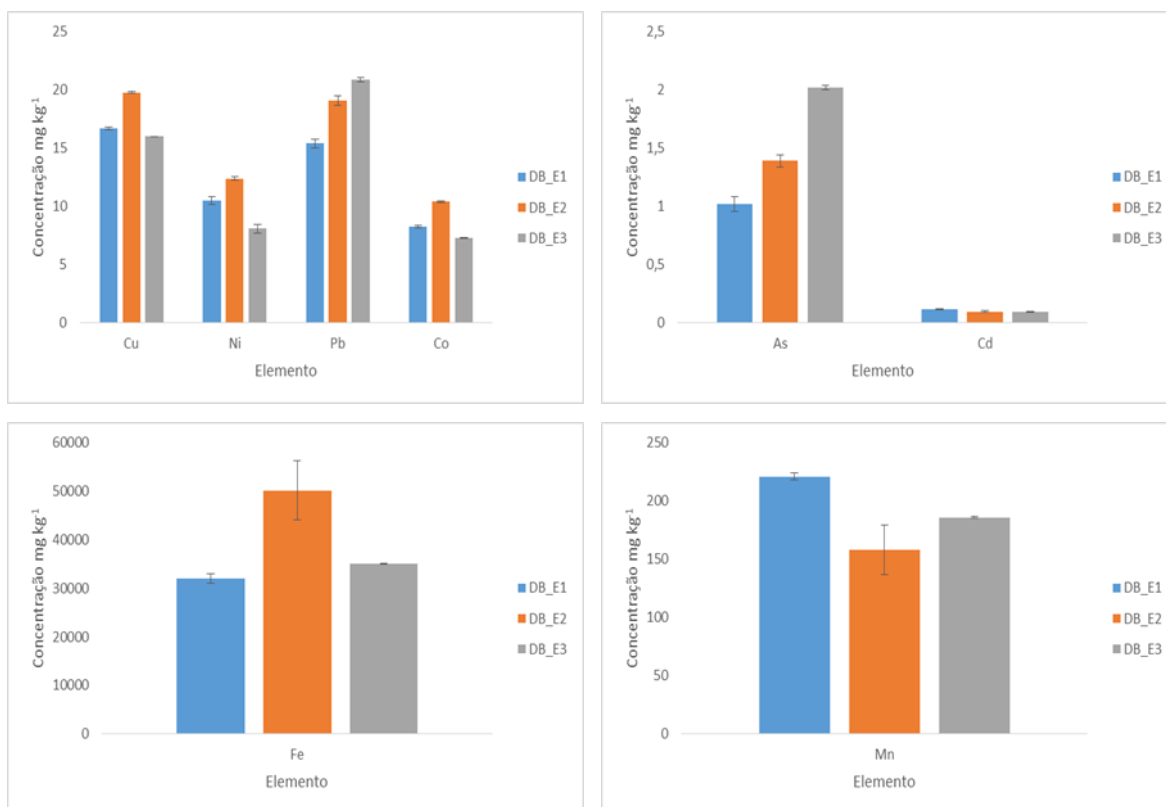 25
20
15
10
5
0
Concentração mg kg-1
Cu Ni Pb Co
Elemento
DB_E1
DB_E2
DB_E3
2,5
2
1,5
1
0,5
0
Concentração mg kg-1
As Cd
Elemento
DB_E1
DB_E2
DB_E3
60000
50000
40000
30000
20000
10000
0
Concentração mg kg-1
Fe
Elemento
DB_E1
DB_E2
DB_E3
250
200
150
100
50
0
Concentração mg kg-1
Mn
Elemento
DB_E1
DB_E2
DB_E3